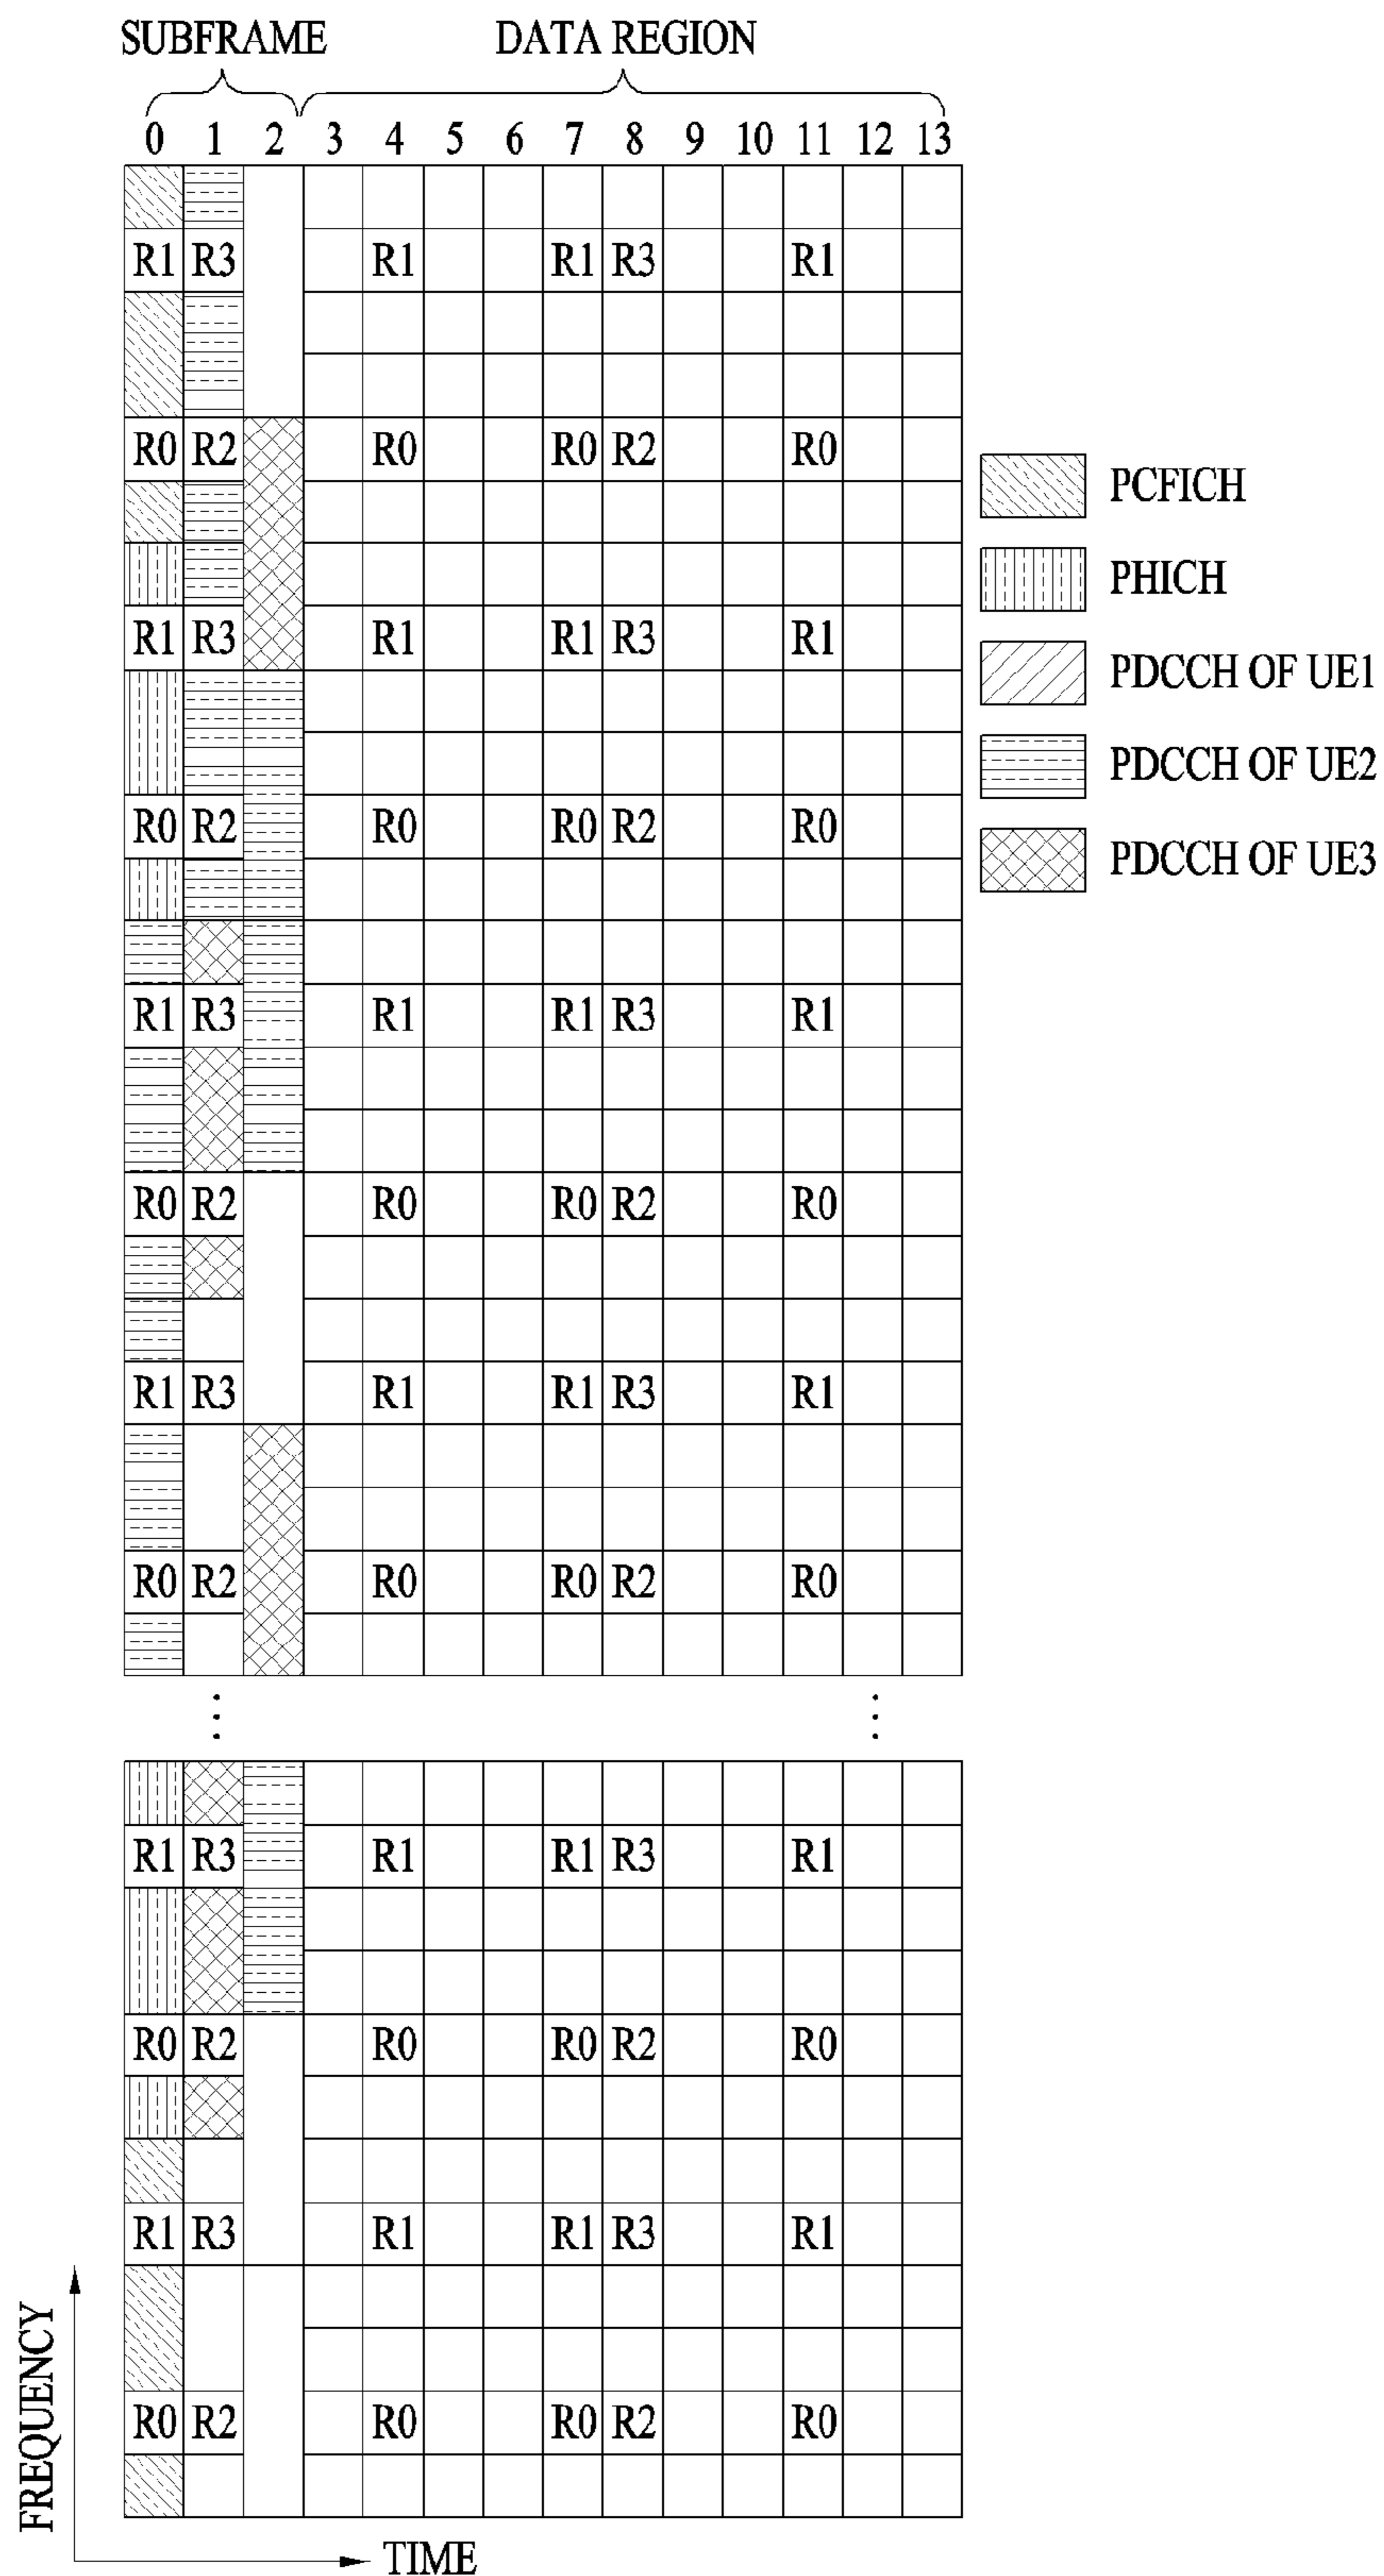 SUBFRAME DATA REGION
0 1 2 3 4 5 6 7 8 9 10 11 12 13
R1 R3 R1 R1 R3 R1
R0 R2 R0 R0 R2 R0
PCFICH
PHICH
R1 R3 R1 R1 R3 R1
PDCCH OF UE1
PDCCH OF UE2
R0 R2 R0 R0 R2 R0
PDCCH OF UE3
R1 R3 R1 R1 R3 R1
R0 R2 R0 R0 R2 R0
R1 R3 R1 R1 R3 R1
R0 R2 R0 R0 R2 R0
R1 R3 R1 R1 R3 R1
R0 R2 R0 R0 R2 R0
R1 R3 R1 R1 R3 R1
R0 R2 R0 R0 R2 R0
FREQUENCY
TIME